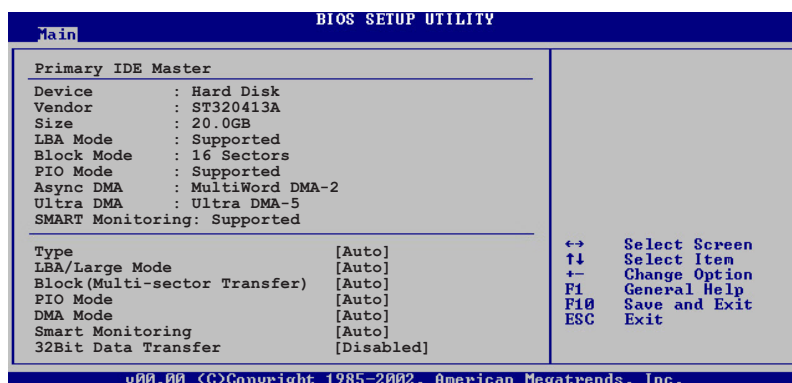 BIOS SETUP UTILITY
Main
Primary IDE Master
Device : Hard Disk
Vendor : ST320413A
Size : 20.0GB
LBA Mode : Supported
Block Mode : 16 Sectors
PIO Mode : Supported
Async DMA : MultiWord DMA-2
Ultra DMA : Ultra DMA-5
SMART Monitoring: Supported
Type [Auto]
LBA/Large Mode [Auto]
Block(Multi-sector Transfer) [Auto]
PIO Mode [Auto]
DMA Mode [Auto]
Smart Monitoring [Auto]
32Bit Data Transfer [Disabled]
↔ Select Screen
↑↓ Select Item
+- Change Option
F1 General Help
F10 Save and Exit
ESC Exit
v00.00 (C)Copyright 1985-2002, American Megatrends, Inc.